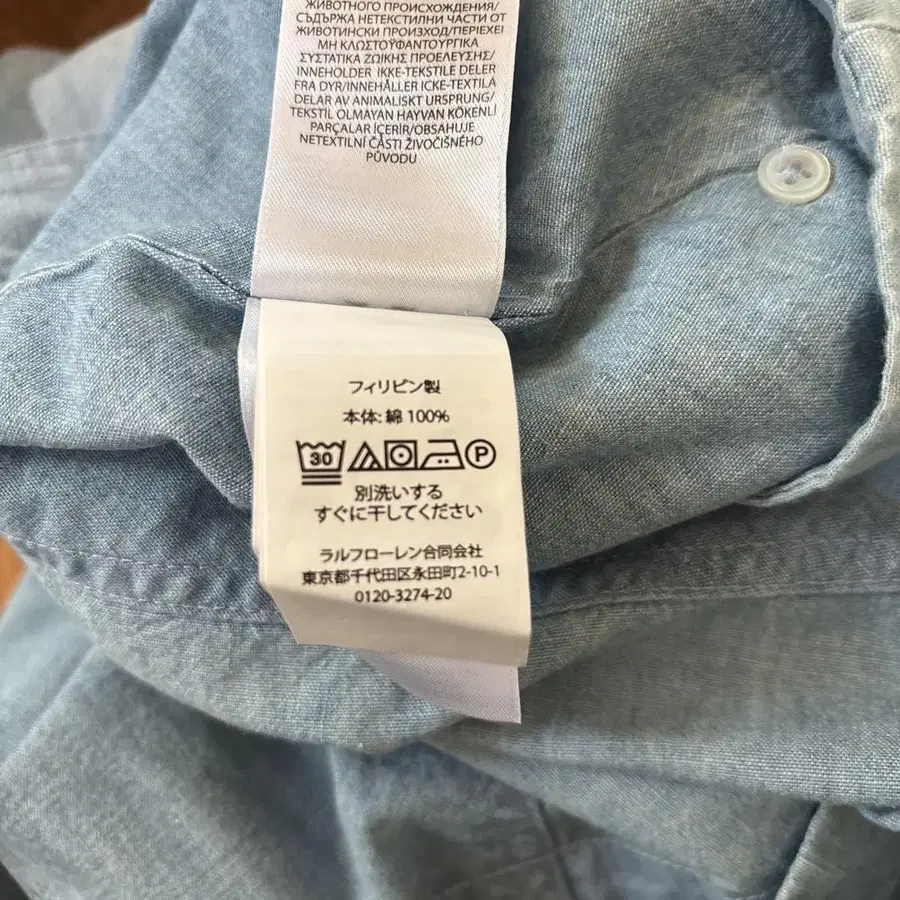 ЖИВОТНОГО ПРОИСХОЖДЕНИЯ/
СЪДЪРЖА НЕТЕКСТИЛНИ ЧАСТИ ОТ
ЖИВОТИНСКИ ПРОИЗХОД/ΠΕΡΙΕΧΕΙ
ΜΗ ΚΛΩΣΤΟΫΦΑΝΤΟΥΡΓΙΚΑ
ΣΥΣΤΑΤΙΚΑ ΖΩΙΚΗΣ ΠΡΟΕΛΕΥΣΗΣ/
INNEHOLDER IKKE-TEKSTILE DELER
FRA DYR/INNEHÅLLER ICKE-TEXTILA
DELAR AV ANIMALISKT URSPRUNG/
TEKSTİL OLMAYAN HAYVAN KÖKENLİ
PARÇALAR İÇERİR/OBSAHUJE
NETEXTILNÍ ČÁSTI ŽIVOČIŠNÉHO
PŮVODU
フィリピン製
本体: 綿 100%
30 P
別洗いする
すぐに干してください
ラルフローレン合同会社
東京都千代田区永田町2-10-1
0120-3274-20